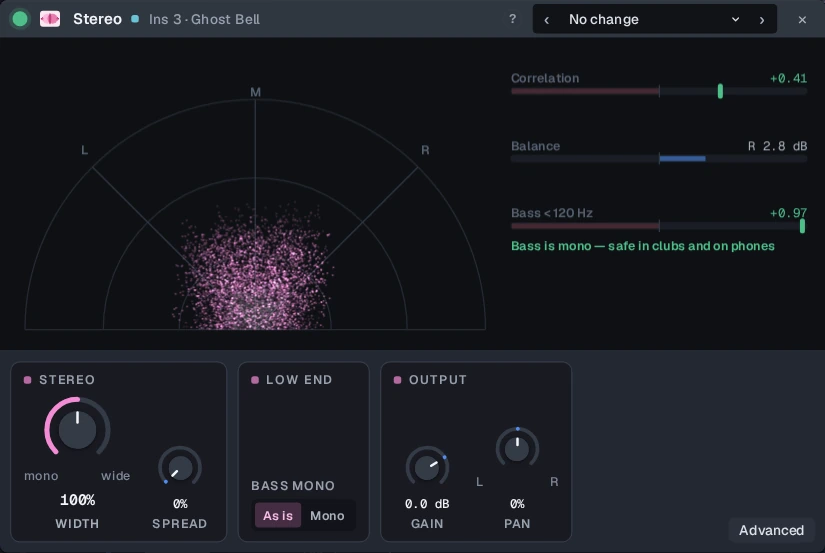 Stereo Ins 3 · Ghost Bell ? ‹ No change › ×
M
L
R
Correlation +0.41
Balance R 2.8 dB
Bass < 120 Hz +0.97
Bass is mono — safe in clubs and on phones
STEREO
mono wide
100%
WIDTH
0%
SPREAD
LOW END
BASS MONO
As is Mono
OUTPUT
0.0 dB
GAIN
L R
0%
PAN
Advanced